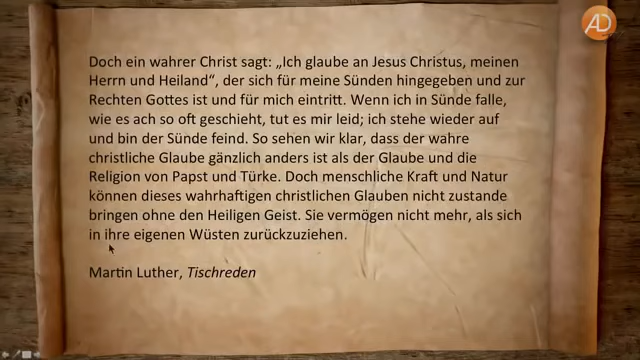 AD
Doch ein wahrer Christ sagt: „Ich glaube an Jesus Christus, meinen
Herrn und Heiland“, der sich für meine Sünden hingegeben und zur
Rechten Gottes ist und für mich eintritt. Wenn ich in Sünde falle,
wie es ach so oft geschieht, tut es mir leid; ich stehe wieder auf
und bin der Sünde feind. So sehen wir klar, dass der wahre
christliche Glaube gänzlich anders ist als der Glaube und die
Religion von Papst und Türke. Doch menschliche Kraft und Natur
können dieses wahrhaftigen christlichen Glauben nicht zustande
bringen ohne den Heiligen Geist. Sie vermögen nicht mehr, als sich
in ihre eigenen Wüsten zurückzuziehen.
Martin Luther, Tischreden